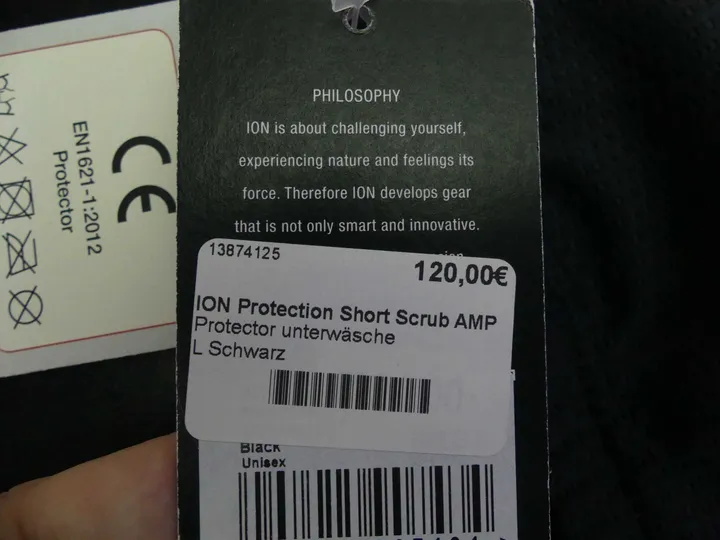 PHILOSOPHY
ION is about challenging yourself,
experiencing nature and feelings its
force. Therefore ION develops gear
that is not only smart and innovative.
13874125
120,00€
ION Protection Short Scrub AMP
Protector unterwäsche
L Schwarz
Black
Unisex
CE
EN1621-1:2012
Protector